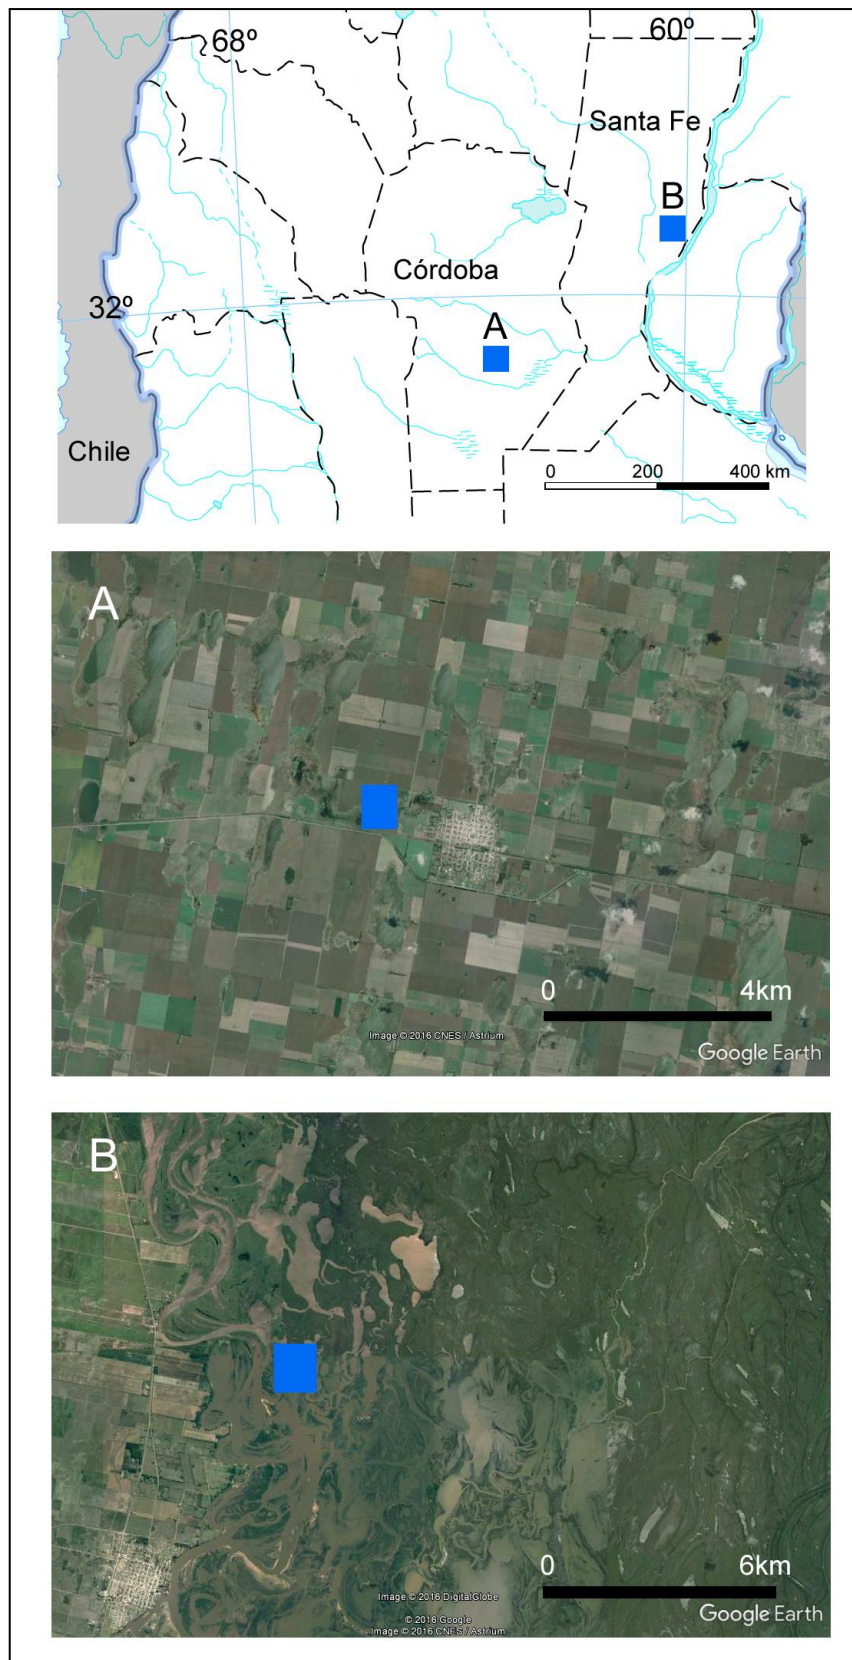 68º
60º
Santa Fe
B
Córdoba
32º
A
Chile
0 200 400 km
A
0 4km
Image © 2016 CNES / Astrium
Google Earth
B
0 6km
Image © 2016 DigitalGlobe
© 2016 Google
Image © 2016 CNES / Astrium
Google Earth